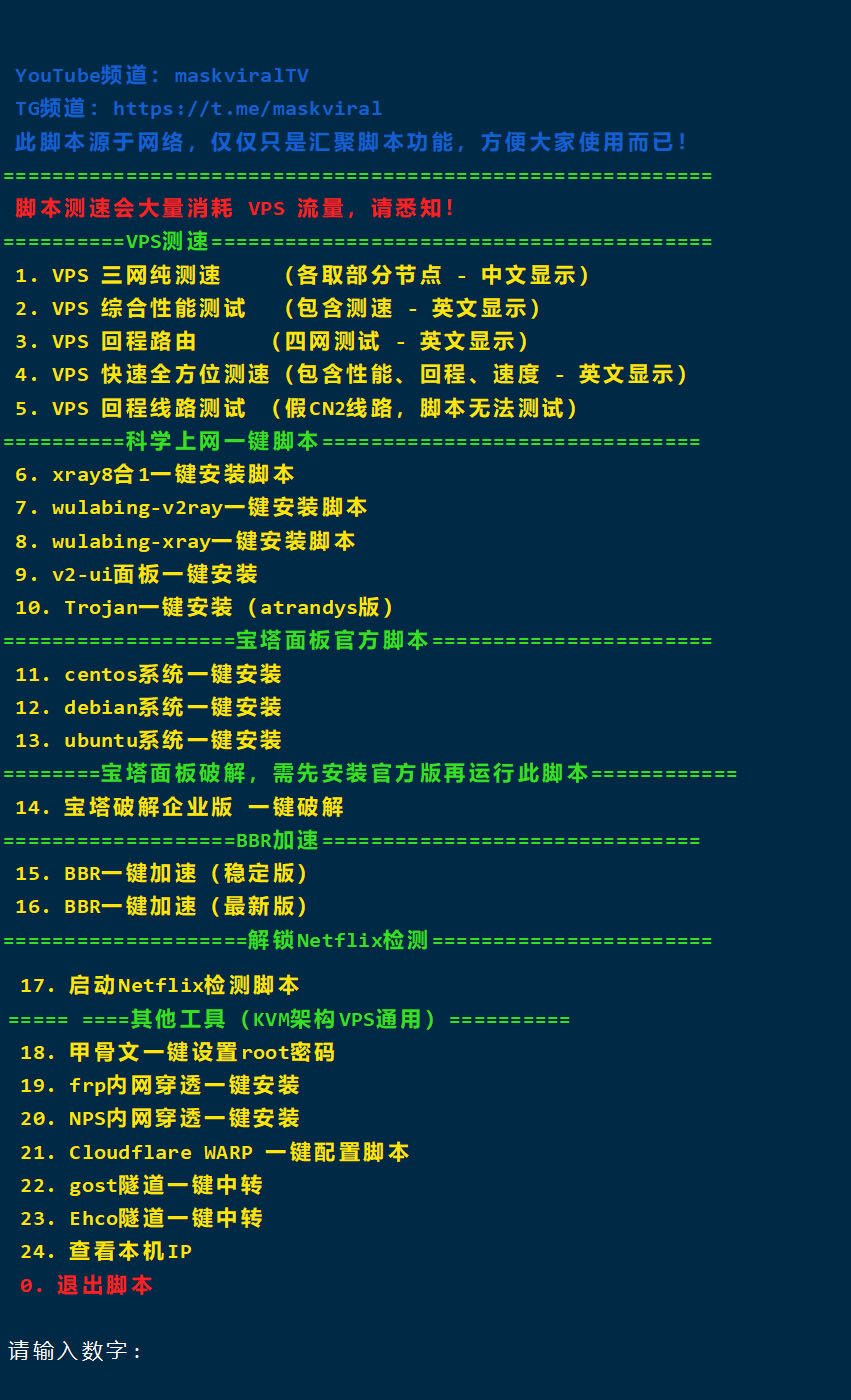 YouTube频道: maskviralTV
TG频道: https://t.me/maskviral
此脚本源于网络, 仅仅只是汇聚脚本功能, 方便大家使用而已!
==========================================================
脚本测速会大量消耗 VPS 流量, 请悉知!
==========VPS测速=========================================
1. VPS 三网纯测速     (各取部分节点 - 中文显示)
2. VPS 综合性能测试   (包含测速 - 英文显示)
3. VPS 回程路由      (四网测试 - 英文显示)
4. VPS 快速全方位测速 (包含性能、回程、速度 - 英文显示)
5. VPS 回程线路测试  (假CN2线路, 脚本无法测试)
==========科学上网一键脚本===============================
6. xray8合1一键安装脚本
7. wulabing-v2ray一键安装脚本
8. wulabing-xray一键安装脚本
9. v2-ui面板一键安装
10. Trojan一键安装 (atrandys版)
===================宝塔面板官方脚本=======================
11. centos系统一键安装
12. debian系统一键安装
13. ubuntu系统一键安装
========宝塔面板破解, 需先安装官方版再运行此脚本============
14. 宝塔破解企业版 一键破解
===================BBR加速===============================
15. BBR一键加速 (稳定版)
16. BBR一键加速 (最新版)
====================解锁Netflix检测=======================
17. 启动Netflix检测脚本
===== ====其他工具 (KVM架构VPS通用) ==========
18. 甲骨文一键设置root密码
19. frp内网穿透一键安装
20. NPS内网穿透一键安装
21. Cloudflare WARP 一键配置脚本
22. gost隧道一键中转
23. Ehco隧道一键中转
24. 查看本机IP
0. 退出脚本
请输入数字: